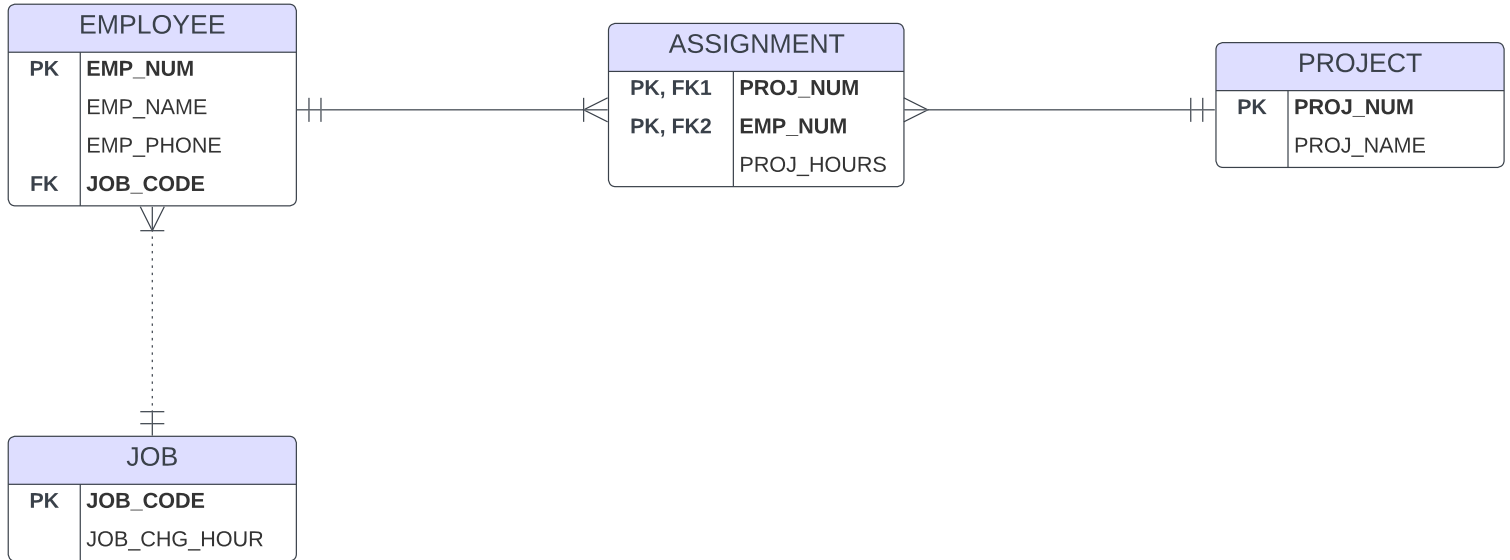 EMPLOYEE
PK EMP_NUM
EMP_NAME
EMP_PHONE
FK JOB_CODE
ASSIGNMENT
PK, FK1 PROJ_NUM
PK, FK2 EMP_NUM
PROJ_HOURS
PROJECT
PK PROJ_NUM
PROJ_NAME
JOB
PK JOB_CODE
JOB_CHG_HOUR